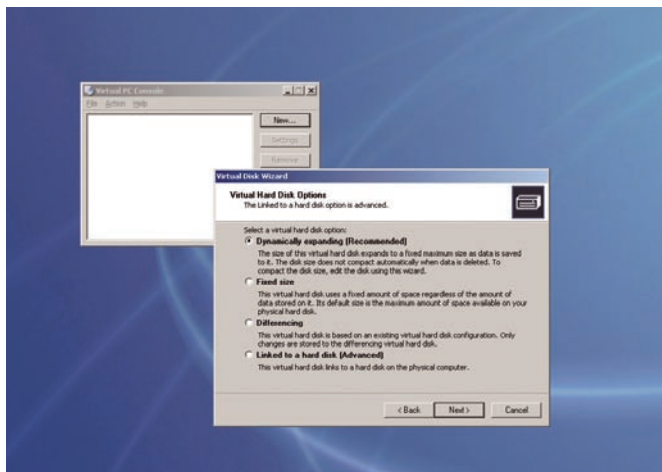 Virtual PC Console
File Action Help
New...
Settings
Remove
Virtual Disk Wizard
Virtual Hard Disk Options
The Linked to a hard disk option is advanced.
Select a virtual hard disk option:
Dynamically expanding (Recommended)
The size of this virtual hard disk expands to a fixed maximum size as data is saved
to it. The disk size does not compact automatically when data is deleted. To
compact the disk size, edit the disk using this wizard.
Fixed size
This virtual hard disk uses a fixed amount of space regardless of the amount of
data stored on it. Its default size is the maximum amount of space available on your
physical hard disk.
Differencing
This virtual hard disk is based on an existing virtual hard disk configuration. Only
changes are stored to the differencing virtual hard disk.
Linked to a hard disk (Advanced)
This virtual hard disk links to a hard disk on the physical computer.
< Back Next > Cancel